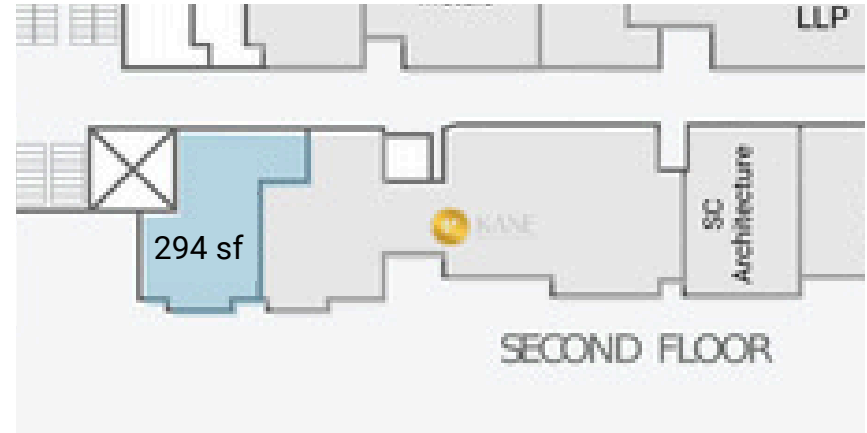 LLP
SC
Architecture
294 sf
KANE
SECOND FLOOR